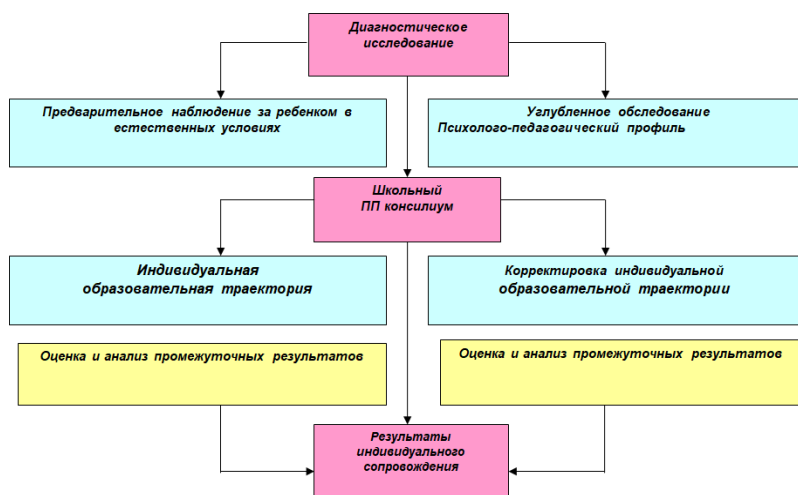 Диагностическое
исследование
Предварительное наблюдение за ребенком в
естественных условиях
Углубленное обследование
Психолого-педагогический профиль
Школьный
ПП консилиум
Индивидуальная
образовательная траектория
Корректировка индивидуальной
образовательной траектории
Оценка и анализ промежуточных результатов
Оценка и анализ промежуточных результатов
Результаты
индивидуального
сопровождения